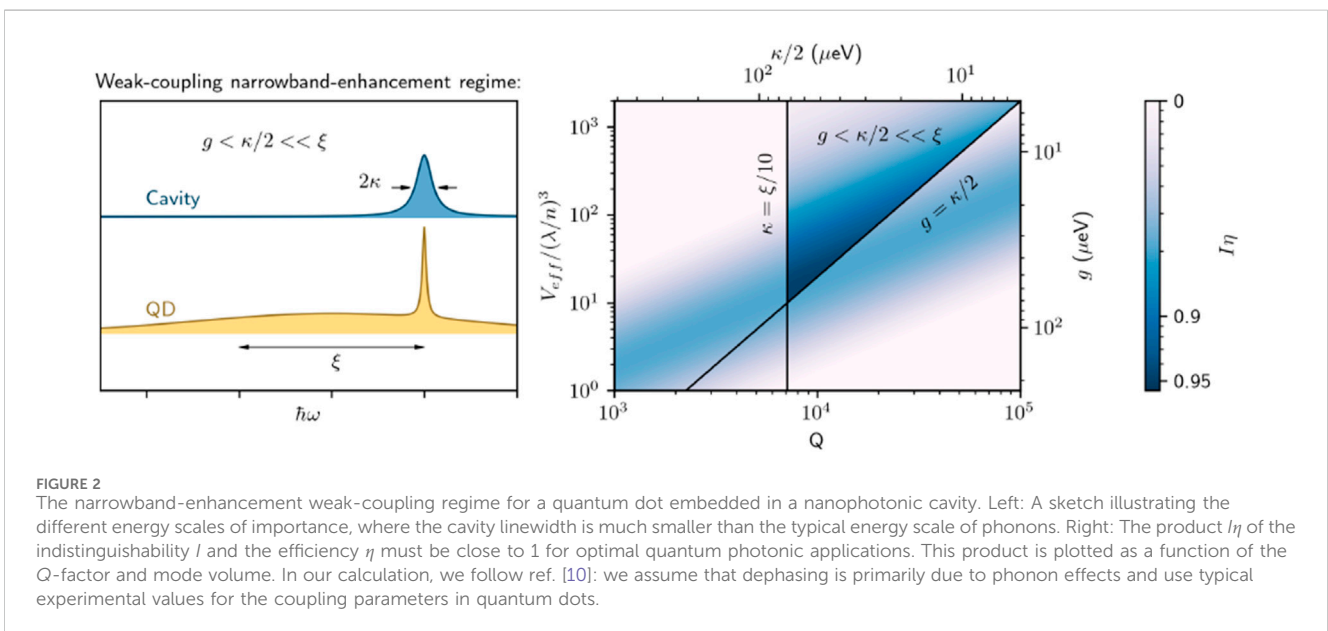 Weak-coupling narrowband-enhancement regime:
g < κ/2 << ξ
2κ
Cavity
QD
ξ
ħω
κ/2 (μeV)
10² 10¹
10³
10²
10¹
10⁰
V_eff/(λ/n)³
κ = ξ/10
g < κ/2 << ξ
g = κ/2
10¹
10²
g (μeV)
10³ 10⁴ 10⁵
Q
Iη
0
0.9
0.95
FIGURE 2
The narrowband-enhancement weak-coupling regime for a quantum dot embedded in a nanophotonic cavity. Left: A sketch illustrating the
different energy scales of importance, where the cavity linewidth is much smaller than the typical energy scale of phonons. Right: The product Iη of the
indistinguishability I and the efficiency η must be close to 1 for optimal quantum photonic applications. This product is plotted as a function of the
Q-factor and mode volume. In our calculation, we follow ref. [10]: we assume that dephasing is primarily due to phonon effects and use typical
experimental values for the coupling parameters in quantum dots.